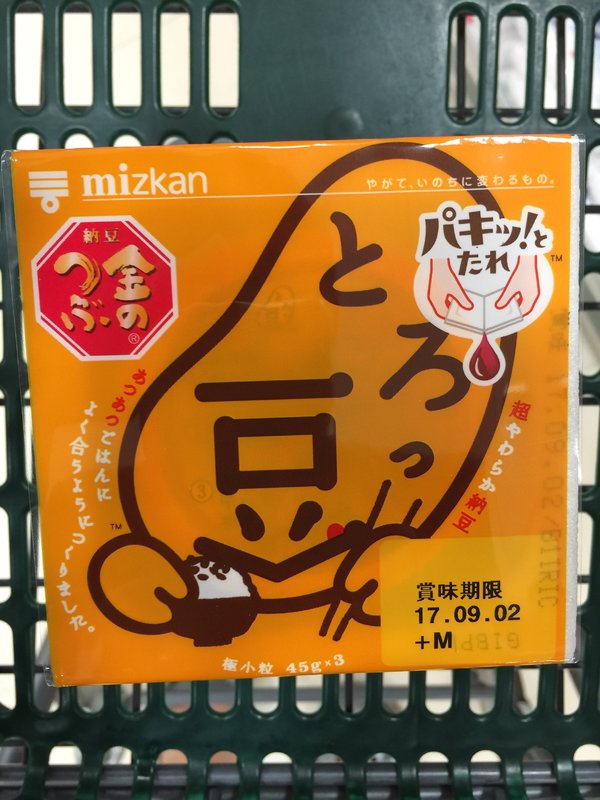 mizkan
やがて、いのちに変わるもの。
納豆
金の
つぶ
®
パキッ!と
たれ
TM
とろっ
豆
超やわらか納豆
あつあつごはんに
よく合うようにつくりました。
TM
賞味期限
17.09.02
+M
極小粒 45g×3